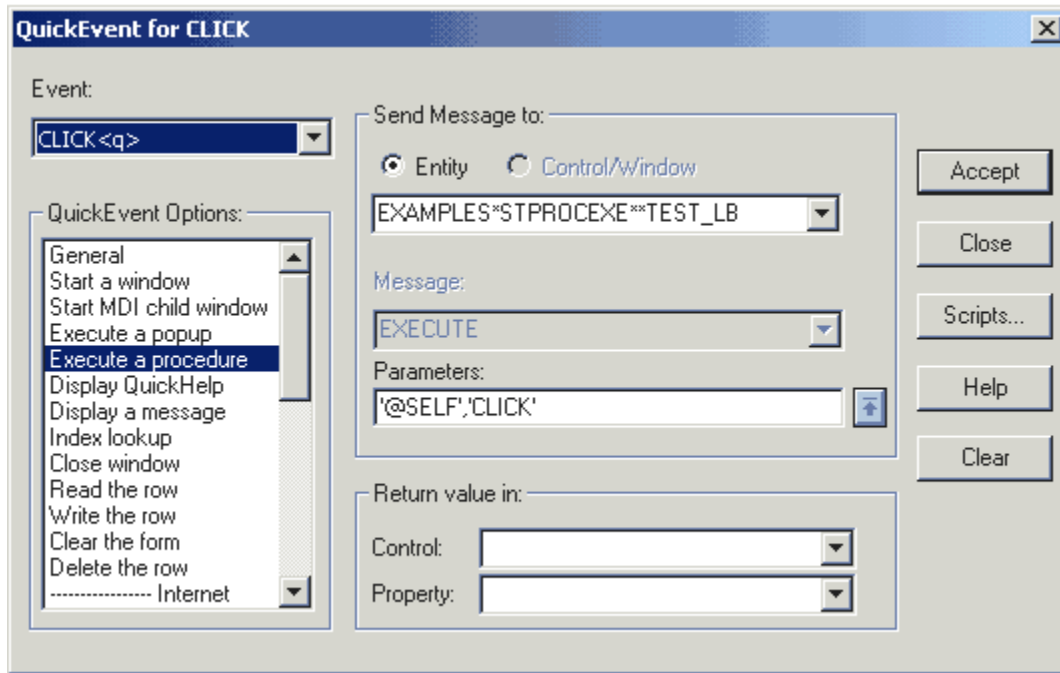 QuickEvent for CLICK
Event:
CLICK<q>
QuickEvent Options:
General
Start a window
Start MDI child window
Execute a popup
Execute a procedure
Display QuickHelp
Display a message
Index lookup
Close window
Read the row
Write the row
Clear the form
Delete the row
---------------- Internet
Send Message to:
Entity Control/Window
EXAMPLES*STPROCEXE**TEST_LB
Message:
EXECUTE
Parameters:
'@SELF','CLICK'
Return value in:
Control:
Property:
Accept
Close
Scripts...
Help
Clear